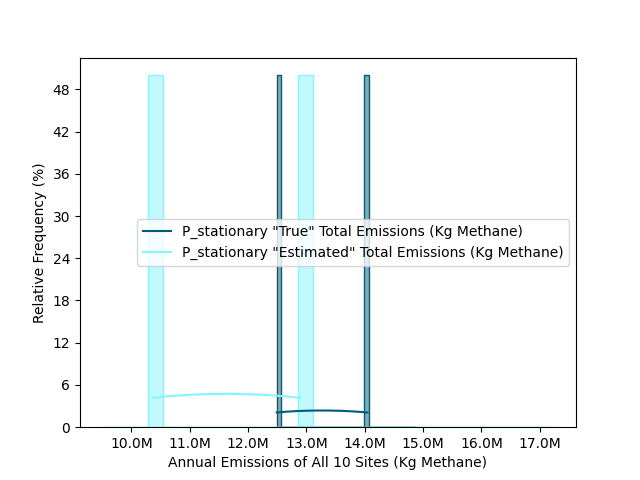 48
42
36
30
24
18
12
6
0
Relative Frequency (%)
P_stationary "True" Total Emissions (Kg Methane)
P_stationary "Estimated" Total Emissions (Kg Methane)
10.0M 11.0M 12.0M 13.0M 14.0M 15.0M 16.0M 17.0M
Annual Emissions of All 10 Sites (Kg Methane)